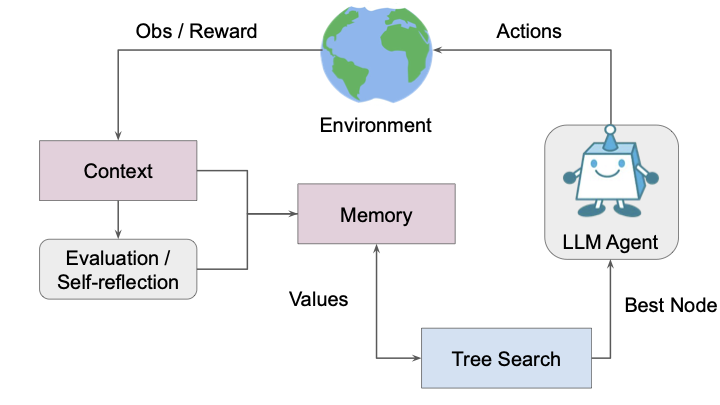 Obs / Reward
Actions
Environment
Context
Memory
LLM Agent
Evaluation /
Self-reflection
Values
Best Node
Tree Search